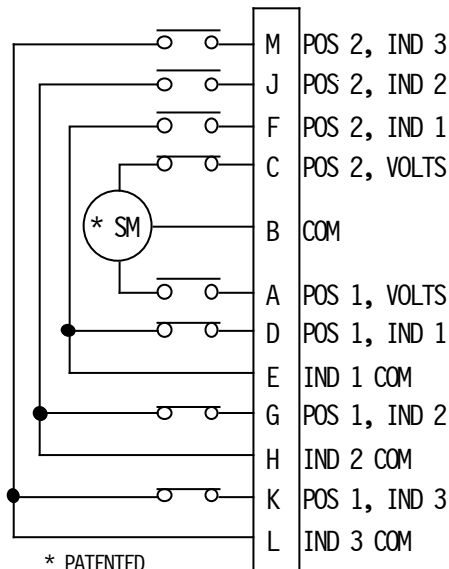 M POS 2, IND 3
J POS 2, IND 2
F POS 2, IND 1
C POS 2, VOLTS
* SM
B COM
A POS 1, VOLTS
D POS 1, IND 1
E IND 1 COM
G POS 1, IND 2
H IND 2 COM
K POS 1, IND 3
L IND 3 COM
* PATENTED